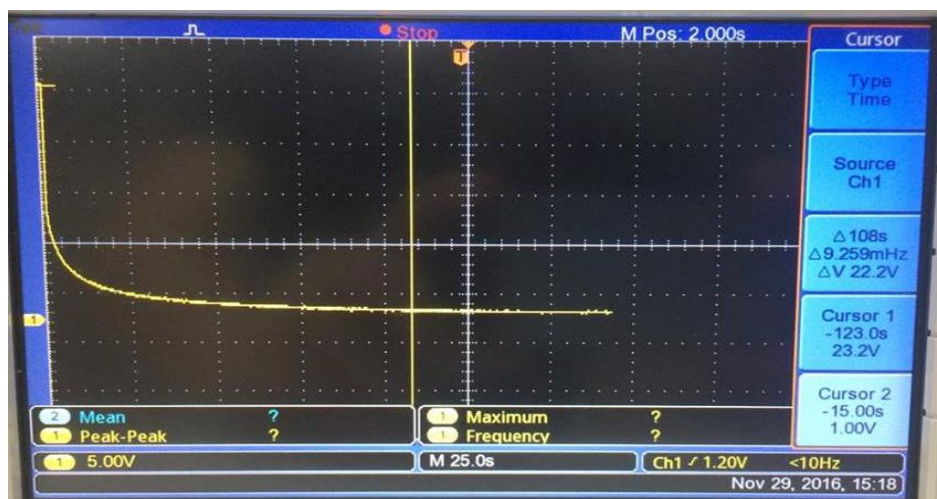 Stop
M Pos: 2.000s
T
Cursor
Type
Time
Source
Ch1
△108s
△9.259mHz
△V 22.2V
Cursor 1
-123.0s
23.2V
Cursor 2
-15.00s
1.00V
1
2 Mean ?
1 Peak-Peak ?
1 Maximum ?
1 Frequency ?
1 5.00V
M 25.0s
Ch1 1.20V <10Hz
Nov 29, 2016, 15:18